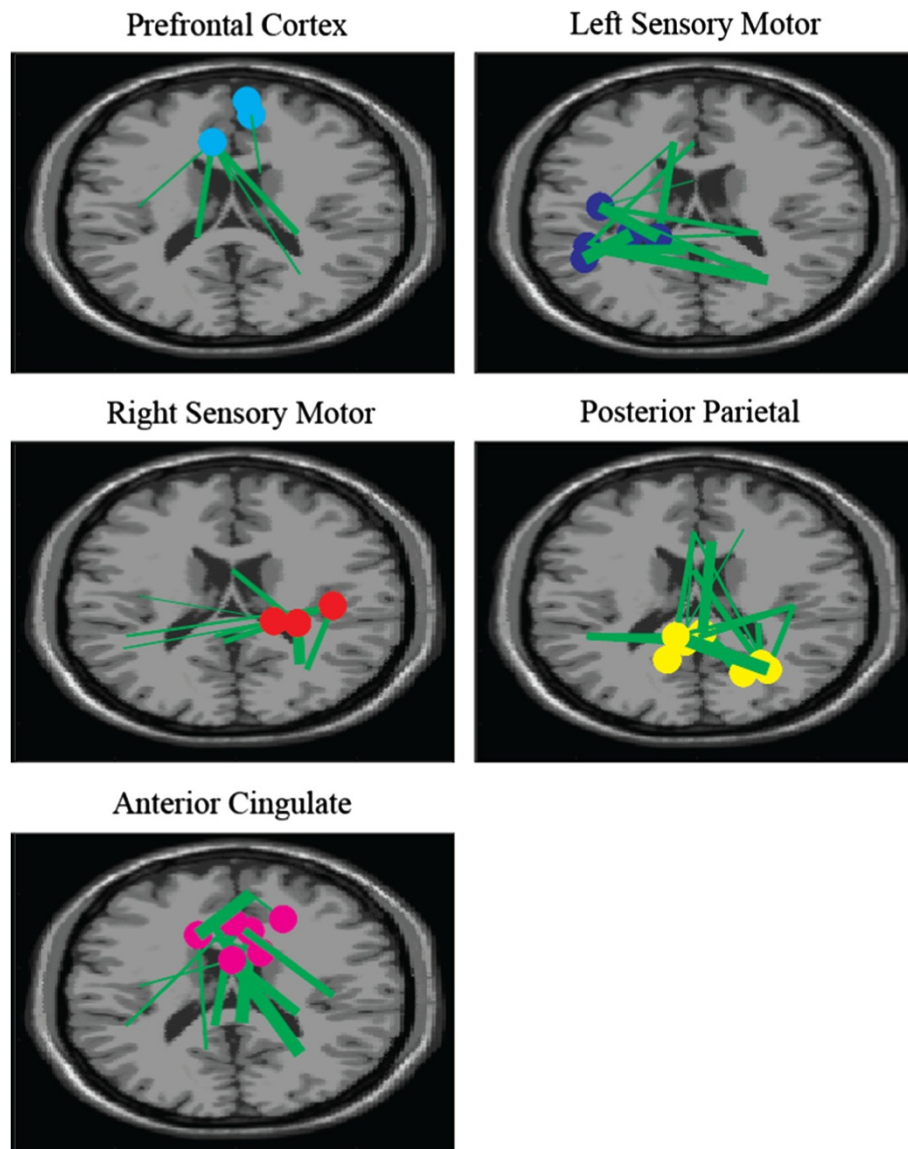 Prefrontal Cortex
Left Sensory Motor
Right Sensory Motor
Posterior Parietal
Anterior Cingulate